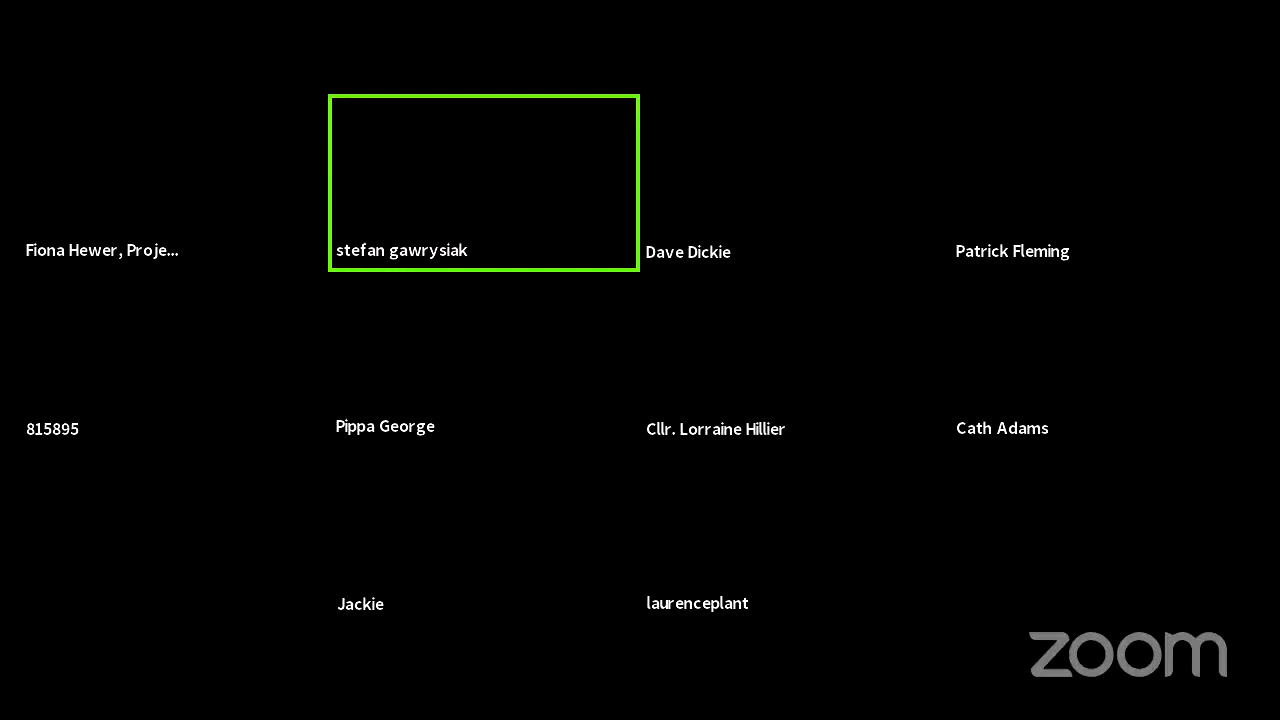 Fiona Hewer, Proje...
stefan gawrysiak
Dave Dickie
Patrick Fleming
815895
Pippa George
Cllr. Lorraine Hillier
Cath Adams
Jackie
laurenceplant
zoom